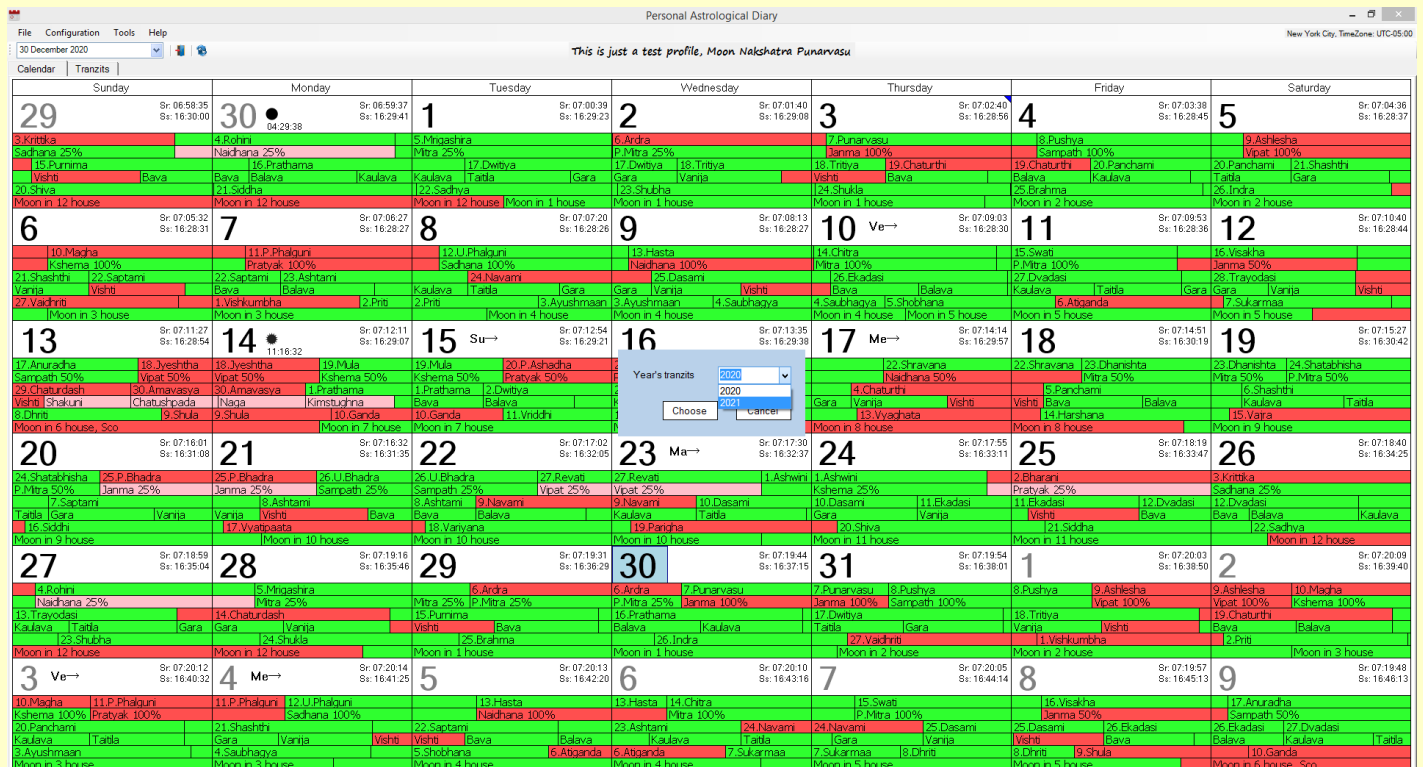 Personal Astrological Diary
File Configuration Tools Help
New York City, TimeZone: UTC-05:00
30 December 2020
This is just a test profile, Moon Nakshatra Punarvasu
Calendar Tranzits
Sunday Monday Tuesday Wednesday Thursday Friday Saturday
29 Sr: 06:58:35 30 Sr: 06:59:37 1 Sr: 07:00:39 2 Sr: 07:01:40 3 Sr: 07:02:40 4 Sr: 07:03:38 5 Sr: 07:04:36
Ss: 16:30:00 04:29:38 Ss: 16:29:41 Ss: 16:29:23 Ss: 16:29:08 Ss: 16:28:56 Ss: 16:28:45 Ss: 16:28:37
3.Krittika 4.Rohini 5.Mrigashira 6.Ardra 7.Punarvasu 8.Pushya 9.Ashlesha
Sadhana 25% Naidhana 25% Mitra 25% P.Mitra 25% Janma 100% Sampath 100% Vipat 100%
15.Purnima 16.Prathama 17.Dwitiya 17.Dwitiya 18.Tritiya 18.Tritiya 19.Chaturthi 19.Chaturthi 20.Panchami 20.Panchami 21.Shashthi
Vishti Bava Bava Balava Kaulava Kaulava Taitila Gara Gara Vanija Vishti Bava Balava Kaulava Taitila Gara
20.Shiva 21.Siddha 22.Sadhya 23.Shubha 24.Shukla 25.Brahma 26.Indra
Moon in 12 house Moon in 12 house Moon in 12 house Moon in 1 house Moon in 1 house Moon in 1 house Moon in 2 house Moon in 2 house
6 Sr: 07:05:32 7 Sr: 07:06:27 8 Sr: 07:07:20 9 Sr: 07:08:13 10 Ve→ Sr: 07:09:03 11 Sr: 07:09:53 12 Sr: 07:10:40
Ss: 16:28:31 Ss: 16:28:27 Ss: 16:28:26 Ss: 16:28:27 Ss: 16:28:30 Ss: 16:28:36 Ss: 16:28:44
10.Magha 11.P.Phalguni 12.U.Phalguni 13.Hasta 14.Chitra 15.Swati 16.Visakha
Kshema 100% Pratyak 100% Sadhana 100% Naidhana 100% Mitra 100% P.Mitra 100% Janma 50%
21.Shashthi 22.Saptami 22.Saptami 23.Ashtami 24.Navami 25.Dasami 26.Ekadasi 27.Dvadasi 28.Trayodasi
Vanija Vishti Bava Balava Kaulava Taitila Gara Gara Vanija Vishti Bava Balava Kaulava Taitila Gara Gara Vanija Vishti
27.Vaidhriti 1.Vishkumbha 2.Priti 2.Priti 3.Ayushmaan 3.Ayushmaan 4.Saubhagya 4.Saubhagya 5.Shobhana 6.Atiganda 7.Sukarmaa
Moon in 3 house Moon in 3 house Moon in 4 house Moon in 4 house Moon in 4 house Moon in 5 house Moon in 5 house Moon in 5 house
13 Sr: 07:11:27 14 Sr: 07:12:11 15 Su→ Sr: 07:12:54 16 Sr: 07:13:35 17 Me→ Sr: 07:14:14 18 Sr: 07:14:51 19 Sr: 07:15:27
Ss: 16:28:54 11:16:32 Ss: 16:29:07 Ss: 16:29:21 Ss: 16:29:38 Ss: 16:29:57 Ss: 16:30:19 Ss: 16:30:42
17.Anuradha 18.Jyeshtha 18.Jyeshtha 19.Mula 19.Mula 20.P.Ashadha 22.Shravana 22.Shravana 23.Dhanishta 23.Dhanishta 24.Shatabhisha
Sampath 50% Vipat 50% Vipat 50% Kshema 50% Kshema 50% Pratyak 50% Naidhana 50% Mitra 50% Mitra 50% P.Mitra 50%
29.Chaturdash 30.Amavasya 30.Amavasya 1.Prathama 1.Prathama 2.Dwitiya 4.Chaturthi 5.Panchami 6.Shashthi
Vishti Shakuni Chatushpada Naga Kimstughna Bava Balava Gara Vanija Vishti Vishti Bava Balava Kaulava Taitila
8.Dhriti 9.Shula 9.Shula 10.Ganda 10.Ganda 11.Vriddhi 13.Vyaghata 14.Harshana 15.Vajra
Moon in 6 house, Sco Moon in 7 house Moon in 7 house Moon in 8 house Moon in 8 house Moon in 9 house
Year's tranzits 2020
2020
2021
Choose Cancel
20 Sr: 07:16:01 21 Sr: 07:16:32 22 Sr: 07:17:02 23 Ma→ Sr: 07:17:30 24 Sr: 07:17:55 25 Sr: 07:18:19 26 Sr: 07:18:40
Ss: 16:31:08 Ss: 16:31:35 Ss: 16:32:05 Ss: 16:32:37 Ss: 16:33:11 Ss: 16:33:47 Ss: 16:34:25
24.Shatabhisha 25.P.Bhadra 25.P.Bhadra 26.U.Bhadra 26.U.Bhadra 27.Revati 27.Revati 1.Ashwini 1.Ashwini 2.Bharani 3.Krittika
P.Mitra 50% Janma 25% Janma 25% Sampath 25% Sampath 25% Vipat 25% Vipat 25% Kshema 25% Pratyak 25% Sadhana 25%
7.Saptami 8.Ashtami 8.Ashtami 9.Navami 9.Navami 10.Dasami 10.Dasami 11.Ekadasi 11.Ekadasi 12.Dvadasi 12.Dvadasi
Taitila Gara Vanija Vanija Vishti Bava Bava Balava Kaulava Taitila Gara Vanija Vishti Bava Bava Balava Kaulava
16.Siddhi 17.Vyatipaata 18.Variyana 19.Parigha 20.Shiva 21.Siddha 22.Sadhya
Moon in 9 house Moon in 10 house Moon in 10 house Moon in 10 house Moon in 11 house Moon in 11 house Moon in 12 house
27 Sr: 07:18:59 28 Sr: 07:19:16 29 Sr: 07:19:31 30 Sr: 07:19:44 31 Sr: 07:19:54 1 Sr: 07:20:03 2 Sr: 07:20:09
Ss: 16:35:04 Ss: 16:35:46 Ss: 16:36:29 Ss: 16:37:15 Ss: 16:38:01 Ss: 16:38:50 Ss: 16:39:40
4.Rohini 5.Mrigashira 6.Ardra 6.Ardra 7.Punarvasu 7.Punarvasu 8.Pushya 8.Pushya 9.Ashlesha 9.Ashlesha 10.Magha
Naidhana 25% Mitra 25% Mitra 25% P.Mitra 25% P.Mitra 25% Janma 100% Janma 100% Sampath 100% Vipat 100% Vipat 100% Kshema 100%
13.Trayodasi 14.Chaturdash 15.Purnima 16.Prathama 17.Dwitiya 18.Tritiya 19.Chaturthi
Kaulava Taitila Gara Gara Vanija Vishti Bava Balava Kaulava Taitila Gara Vanija Vishti Bava Balava
23.Shubha 24.Shukla 25.Brahma 26.Indra 27.Vaidhriti 1.Vishkumbha 2.Priti
Moon in 12 house Moon in 12 house Moon in 1 house Moon in 1 house Moon in 2 house Moon in 2 house Moon in 3 house
3 Ve→ Sr: 07:20:12 4 Me→ Sr: 07:20:14 5 Sr: 07:20:13 6 Sr: 07:20:10 7 Sr: 07:20:05 8 Sr: 07:19:57 9 Sr: 07:19:48
Ss: 16:40:32 Ss: 16:41:25 Ss: 16:42:20 Ss: 16:43:16 Ss: 16:44:14 Ss: 16:45:13 Ss: 16:46:13
10.Magha 11.P.Phalguni 11.P.Phalguni 12.U.Phalguni 13.Hasta 13.Hasta 14.Chitra 15.Swati 16.Visakha 17.Anuradha
Kshema 100% Pratyak 100% Sadhana 100% Naidhana 100% Mitra 100% P.Mitra 100% Janma 50% Sampath 50%
20.Panchami 21.Shashthi 22.Saptami 23.Ashtami 24.Navami 24.Navami 25.Dasami 25.Dasami 26.Ekadasi 26.Ekadasi 27.Dvadasi
Kaulava Taitila Gara Vanija Vishti Vishti Bava Balava Kaulava Taitila Gara Vanija Vishti Bava Balava Kaulava Taitila
3.Ayushmaan 4.Saubhagya 5.Shobhana 6.Atiganda 6.Atiganda 7.Sukarmaa 7.Sukarmaa 8.Dhriti 8.Dhriti 9.Shula 10.Ganda
Moon in 3 house Moon in 3 house Moon in 4 house Moon in 4 house Moon in 5 house Moon in 5 house Moon in 6 house, Sco